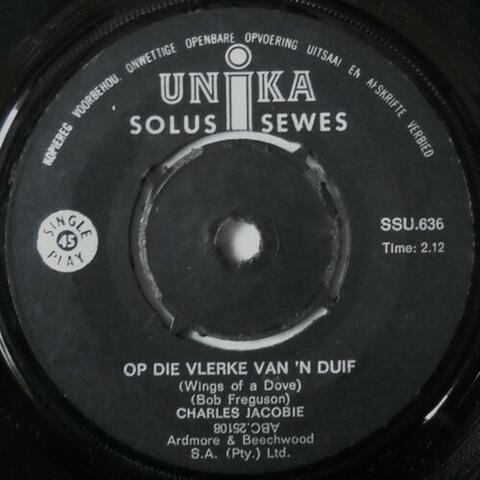 KOPIEREG VOORBEHOU. ONWETTIGE OPENBARE OPVOERING UITSAAI EN AFSKRIFTE VERBIED
UNiKA
SOLUS SEWES
SINGLE
45
PLAY
SSU.636
Time: 2.12
OP DIE VLERKE VAN 'N DUIF
(Wings of a Dove)
(Bob Freguson)
CHARLES JACOBIE
ABC.25108
Ardmore & Beechwood
S.A. (Pty.) Ltd.